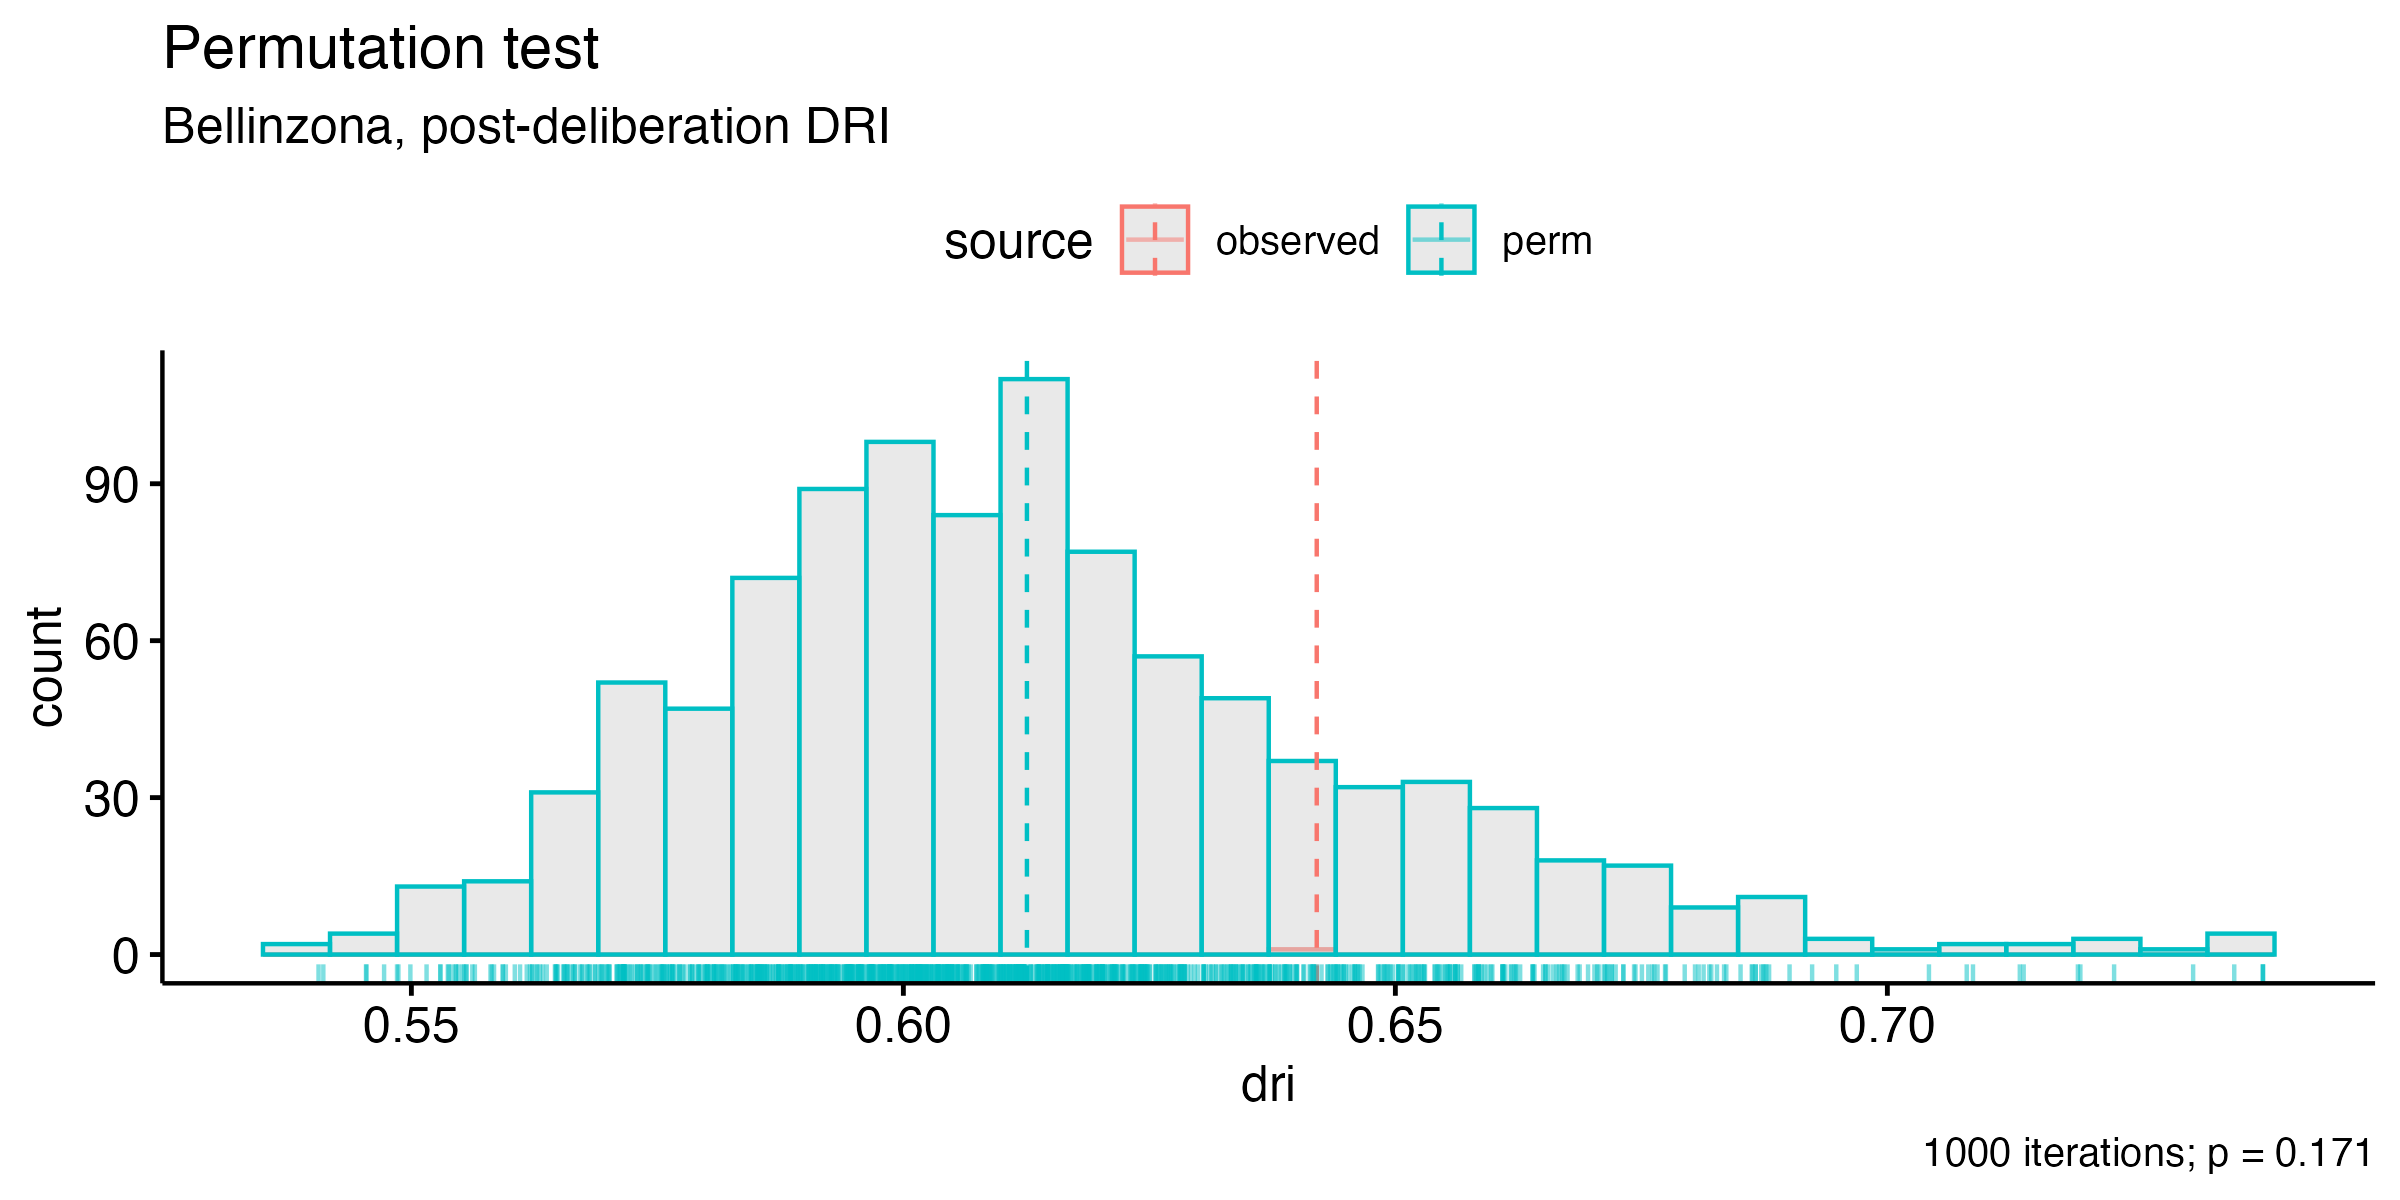 Permutation test
Bellinzona, post-deliberation DRI
source observed perm
count
90
60
30
0
0.55 0.60 0.65 0.70
dri
1000 iterations; p = 0.171